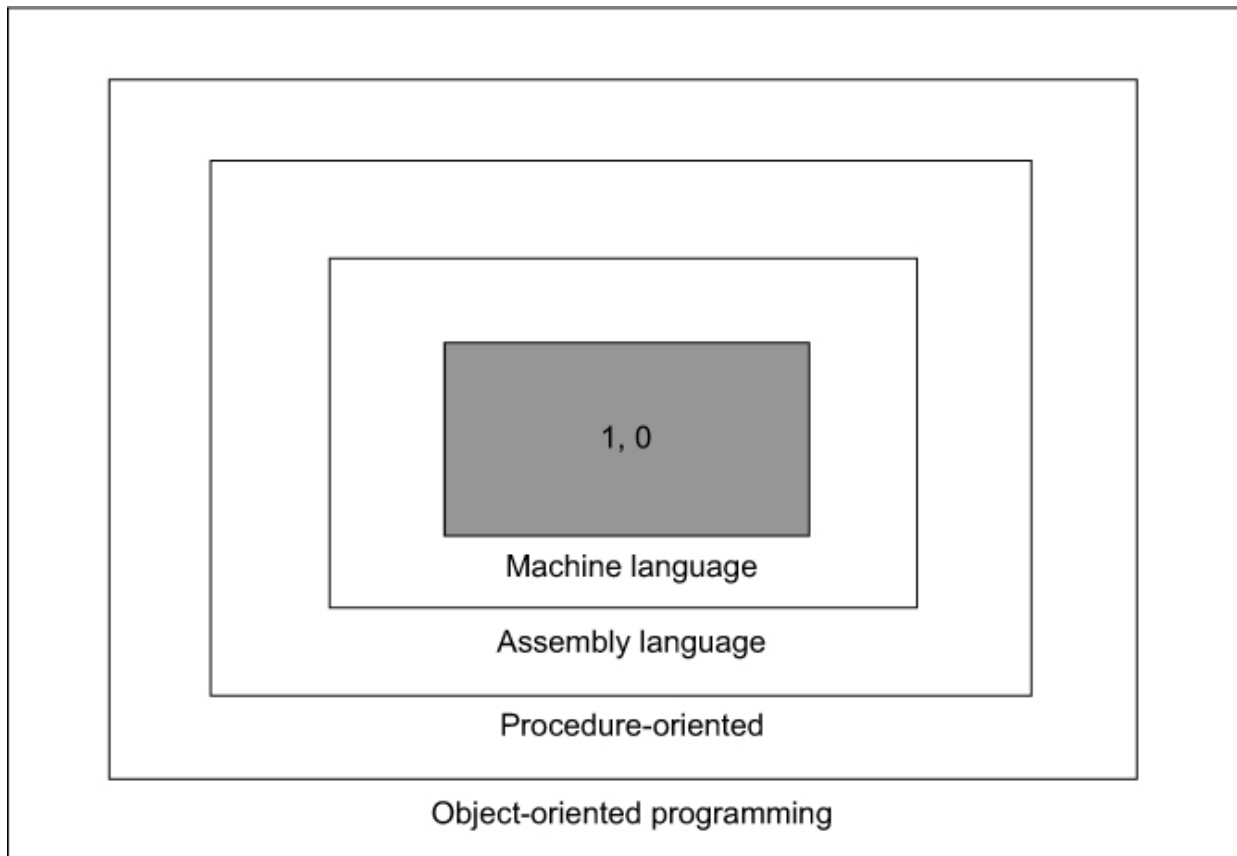 1, 0
Machine language
Assembly language
Procedure-oriented
Object-oriented programming